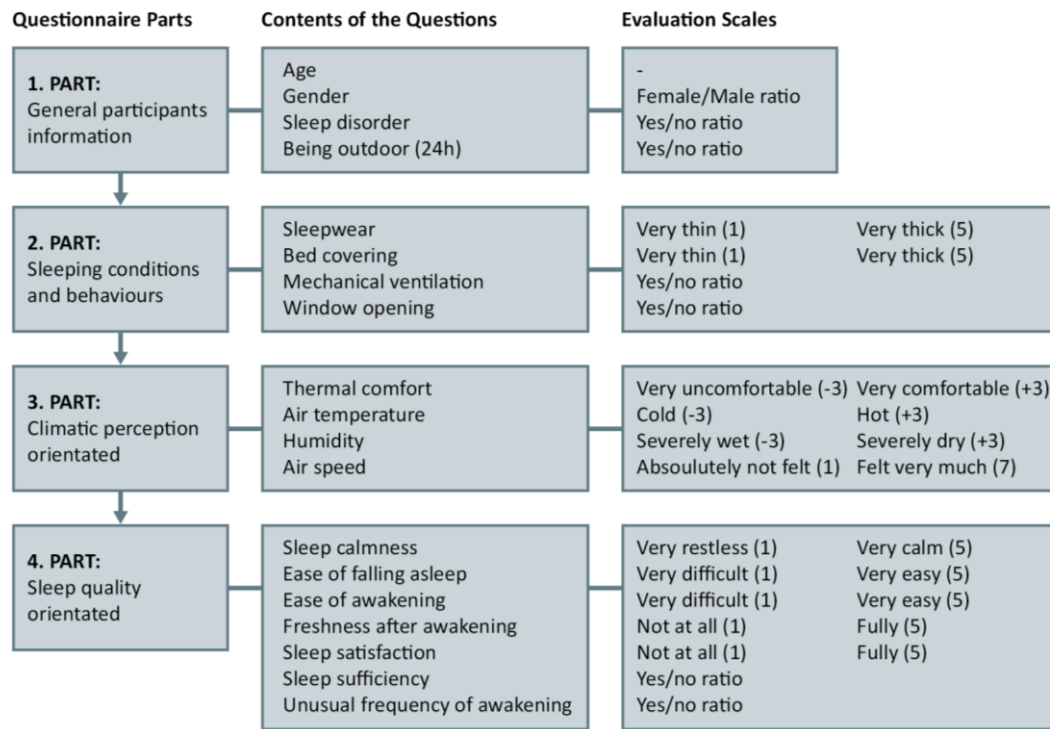 Questionnaire Parts
Contents of the Questions
Evaluation Scales
1. PART:
General participants
information
Age
Gender
Sleep disorder
Being outdoor (24h)
-
Female/Male ratio
Yes/no ratio
Yes/no ratio
2. PART:
Sleeping conditions
and behaviours
Sleepwear
Bed covering
Mechanical ventilation
Window opening
Very thin (1) Very thick (5)
Very thin (1) Very thick (5)
Yes/no ratio
Yes/no ratio
3. PART:
Climatic perception
orientated
Thermal comfort
Air temperature
Humidity
Air speed
Very uncomfortable (-3) Very comfortable (+3)
Cold (-3) Hot (+3)
Severely wet (-3) Severely dry (+3)
Absoulutely not felt (1) Felt very much (7)
4. PART:
Sleep quality
orientated
Sleep calmness
Ease of falling asleep
Ease of awakening
Freshness after awakening
Sleep satisfaction
Sleep sufficiency
Unusual frequency of awakening
Very restless (1) Very calm (5)
Very difficult (1) Very easy (5)
Very difficult (1) Very easy (5)
Not at all (1) Fully (5)
Not at all (1) Fully (5)
Yes/no ratio
Yes/no ratio